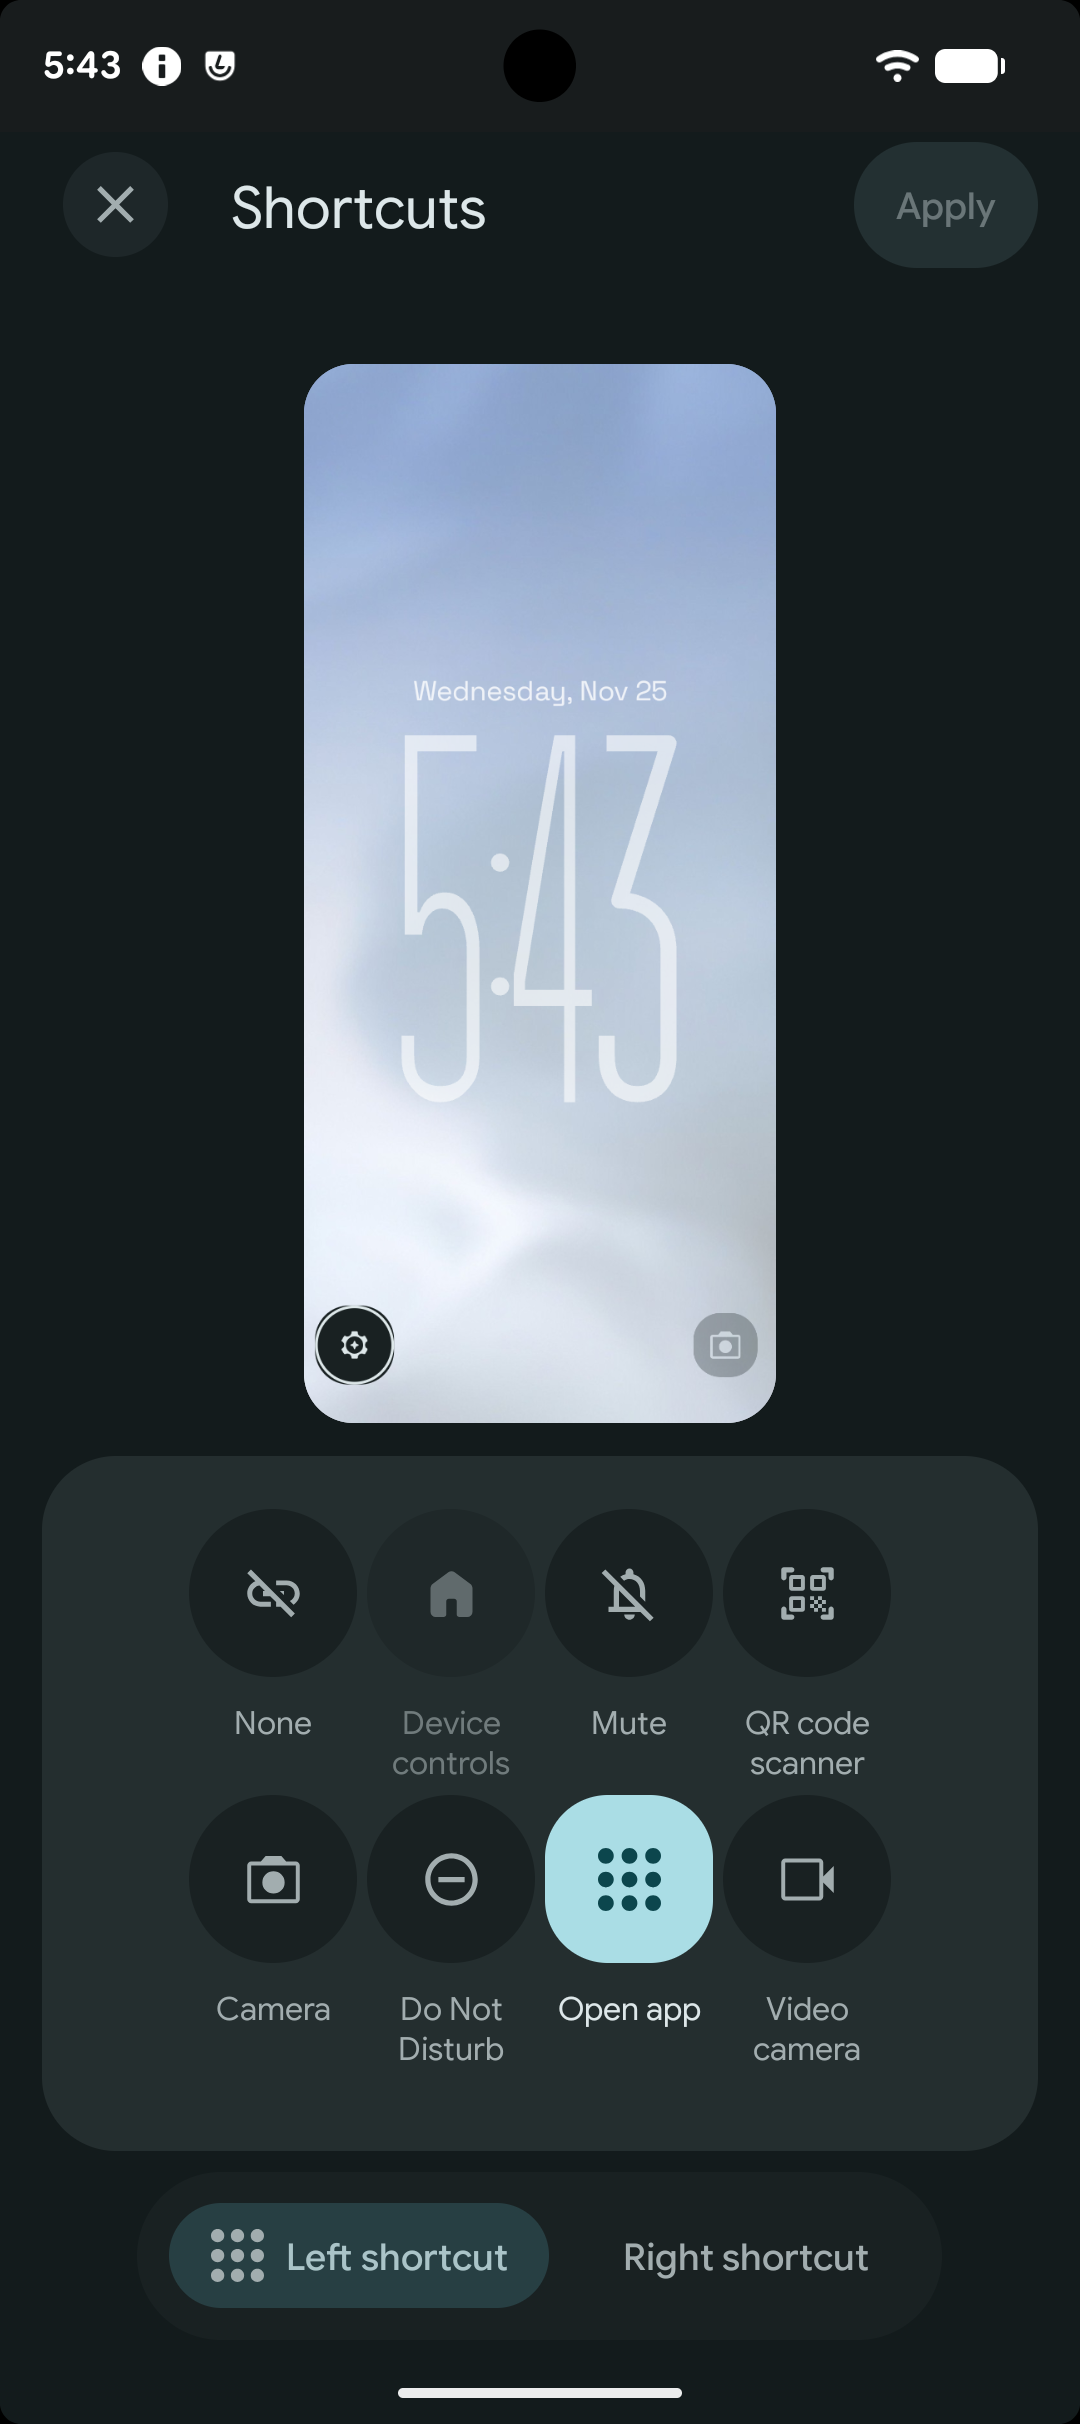 5:43
Shortcuts
Apply
Wednesday, Nov 25
5:43
None
Device
controls
Mute
QR code
scanner
Camera
Do Not
Disturb
Open app
Video
camera
Left shortcut
Right shortcut